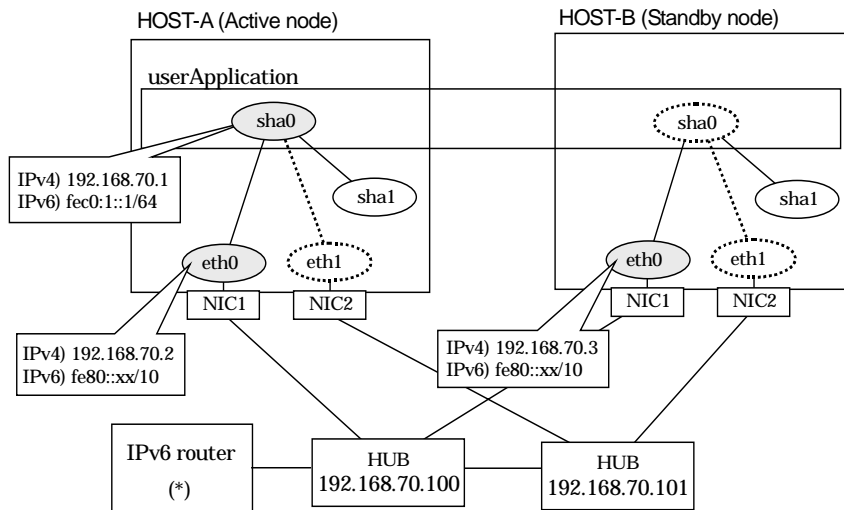 HOST-A (Active node)
HOST-B (Standby node)
userApplication
sha0
sha0
IPv4) 192.168.70.1
IPv6) fec0:1::1/64
sha1
sha1
eth0
eth1
eth0
eth1
NIC1
NIC2
NIC1
NIC2
IPv4) 192.168.70.2
IPv6) fe80::xx/10
IPv4) 192.168.70.3
IPv6) fe80::xx/10
IPv6 router
(*)
HUB
192.168.70.100
HUB
192.168.70.101